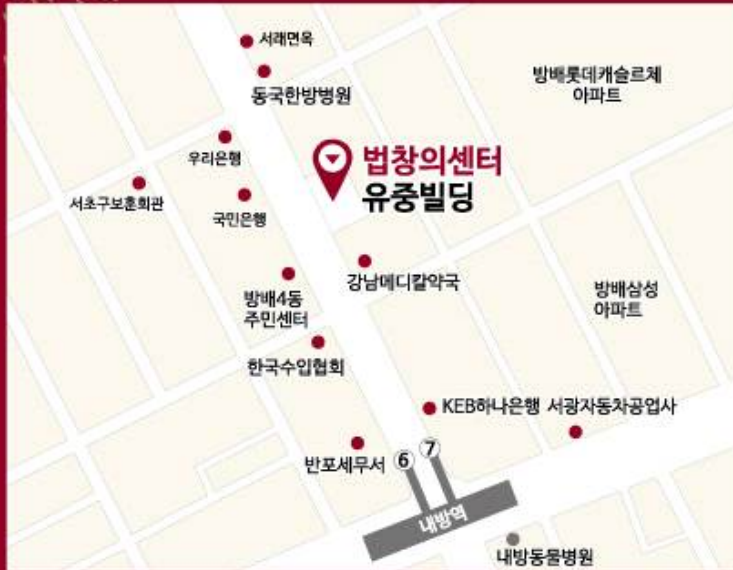 서래면옥
동국한방병원
방배롯데캐슬르체
아파트
우리은행
법창의센터
유중빌딩
서초구보훈회관
국민은행
강남메디칼약국
방배4동
주민센터
방배삼성
아파트
한국수입협회
KEB하나은행
서광자동차공업사
반포세무서
6
7
내방역
내방동물병원